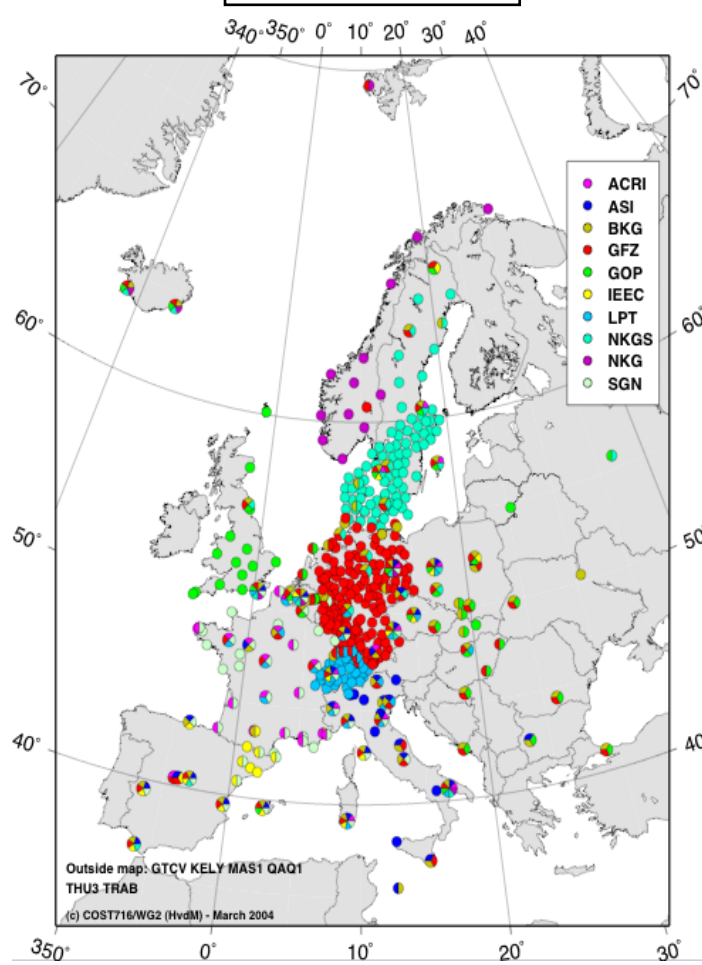 340° 350° 0° 10° 20° 30° 40°
70° 70°
ACRI
ASI
BKG
GFZ
GOP
IEEC
LPT
NKGS
NKG
SGN
60° 60°
50° 50°
40° 40°
Outside map: GTCV KELY MAS1 QAQ1
THU3 TRAB
(c) COST716/WG2 (HvdM) - March 2004
350° 0° 10° 20° 30°